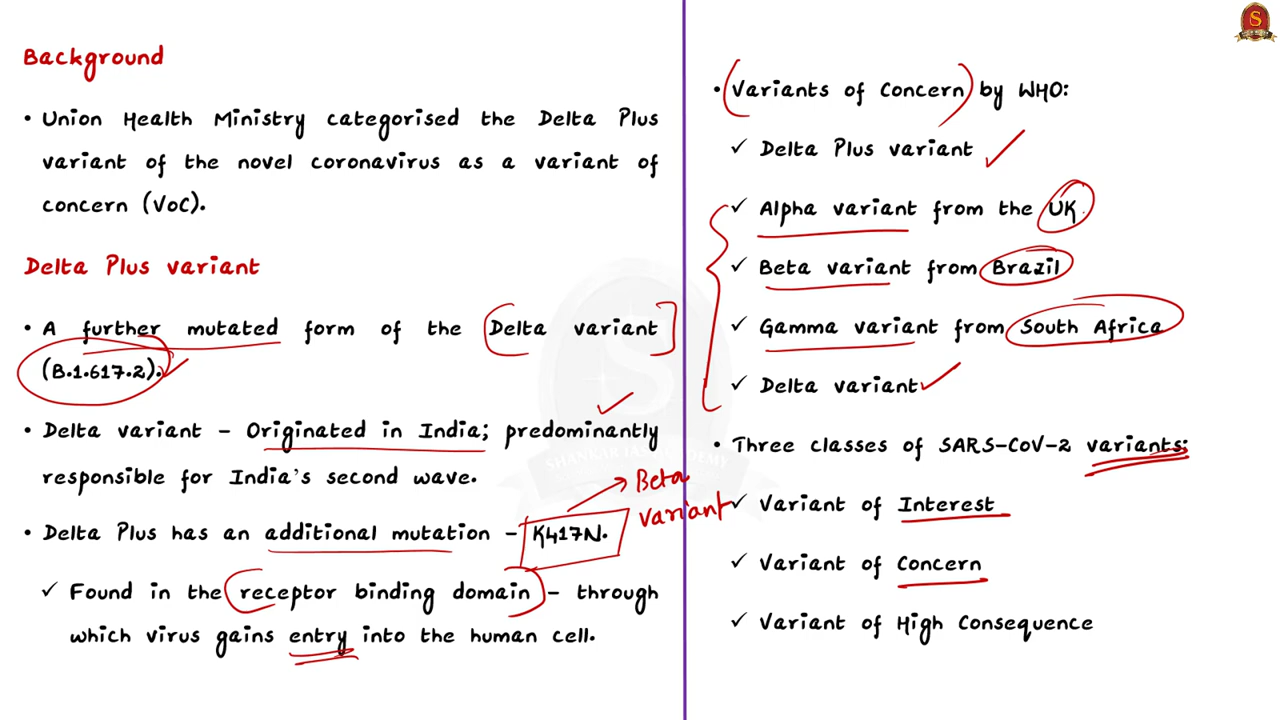 Background
• Union Health Ministry categorised the Delta Plus
variant of the novel coronavirus as a variant of
concern (VoC).
Delta Plus variant
• A further mutated form of the Delta variant
(B.1.617.2).
• Delta variant – Originated in India; predominantly
responsible for India's second wave.
• Delta Plus has an additional mutation – K417N.
Beta
variant
✓ Found in the receptor binding domain – through
which virus gains entry into the human cell.
• Variants of Concern by WHO:
✓ Delta Plus variant
✓ Alpha variant from the UK
✓ Beta variant from Brazil
✓ Gamma variant from South Africa
✓ Delta variant
• Three classes of SARS-CoV-2 variants:
✓ Variant of Interest
✓ Variant of Concern
✓ Variant of High Consequence
SHANKAR IAS ACADEMY
S